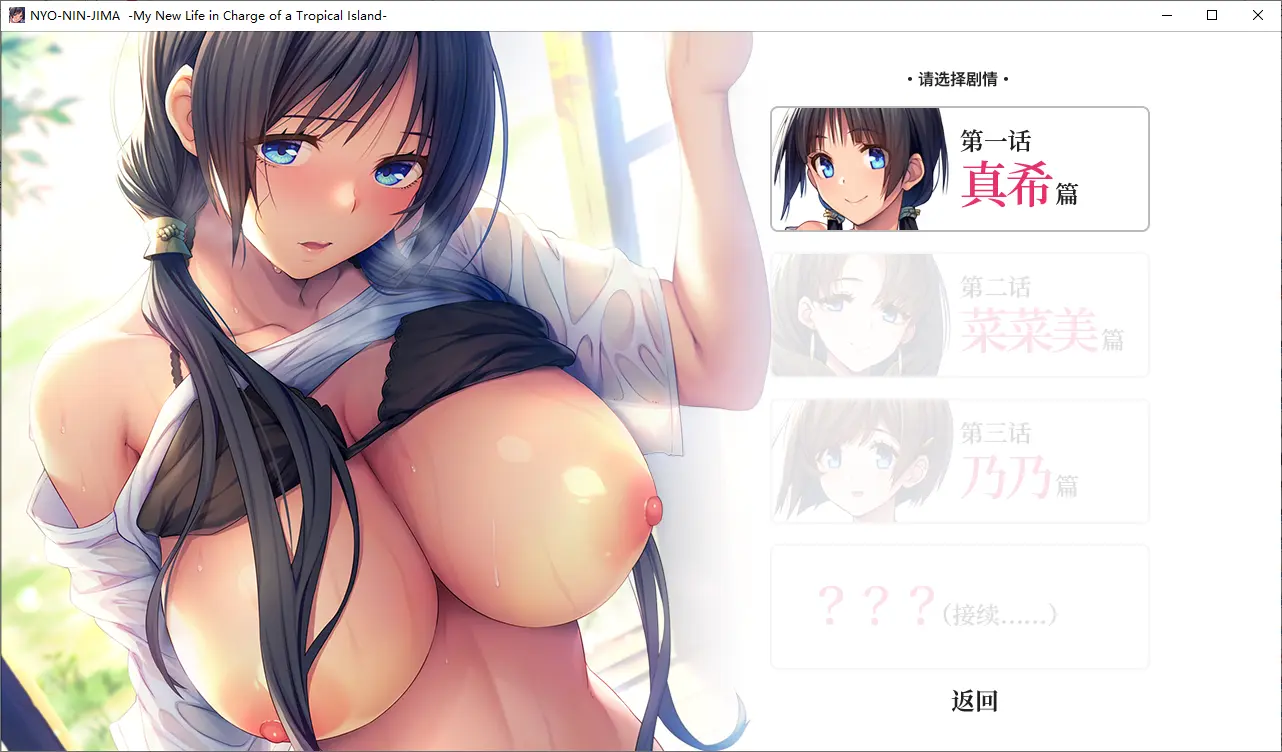 NYO-NIN-JIMA -My New Life in Charge of a Tropical Island-
・请选择剧情・
第一话
真希篇
第二话
菜菜美篇
第三话
乃乃篇
？？？（接续……）
返回